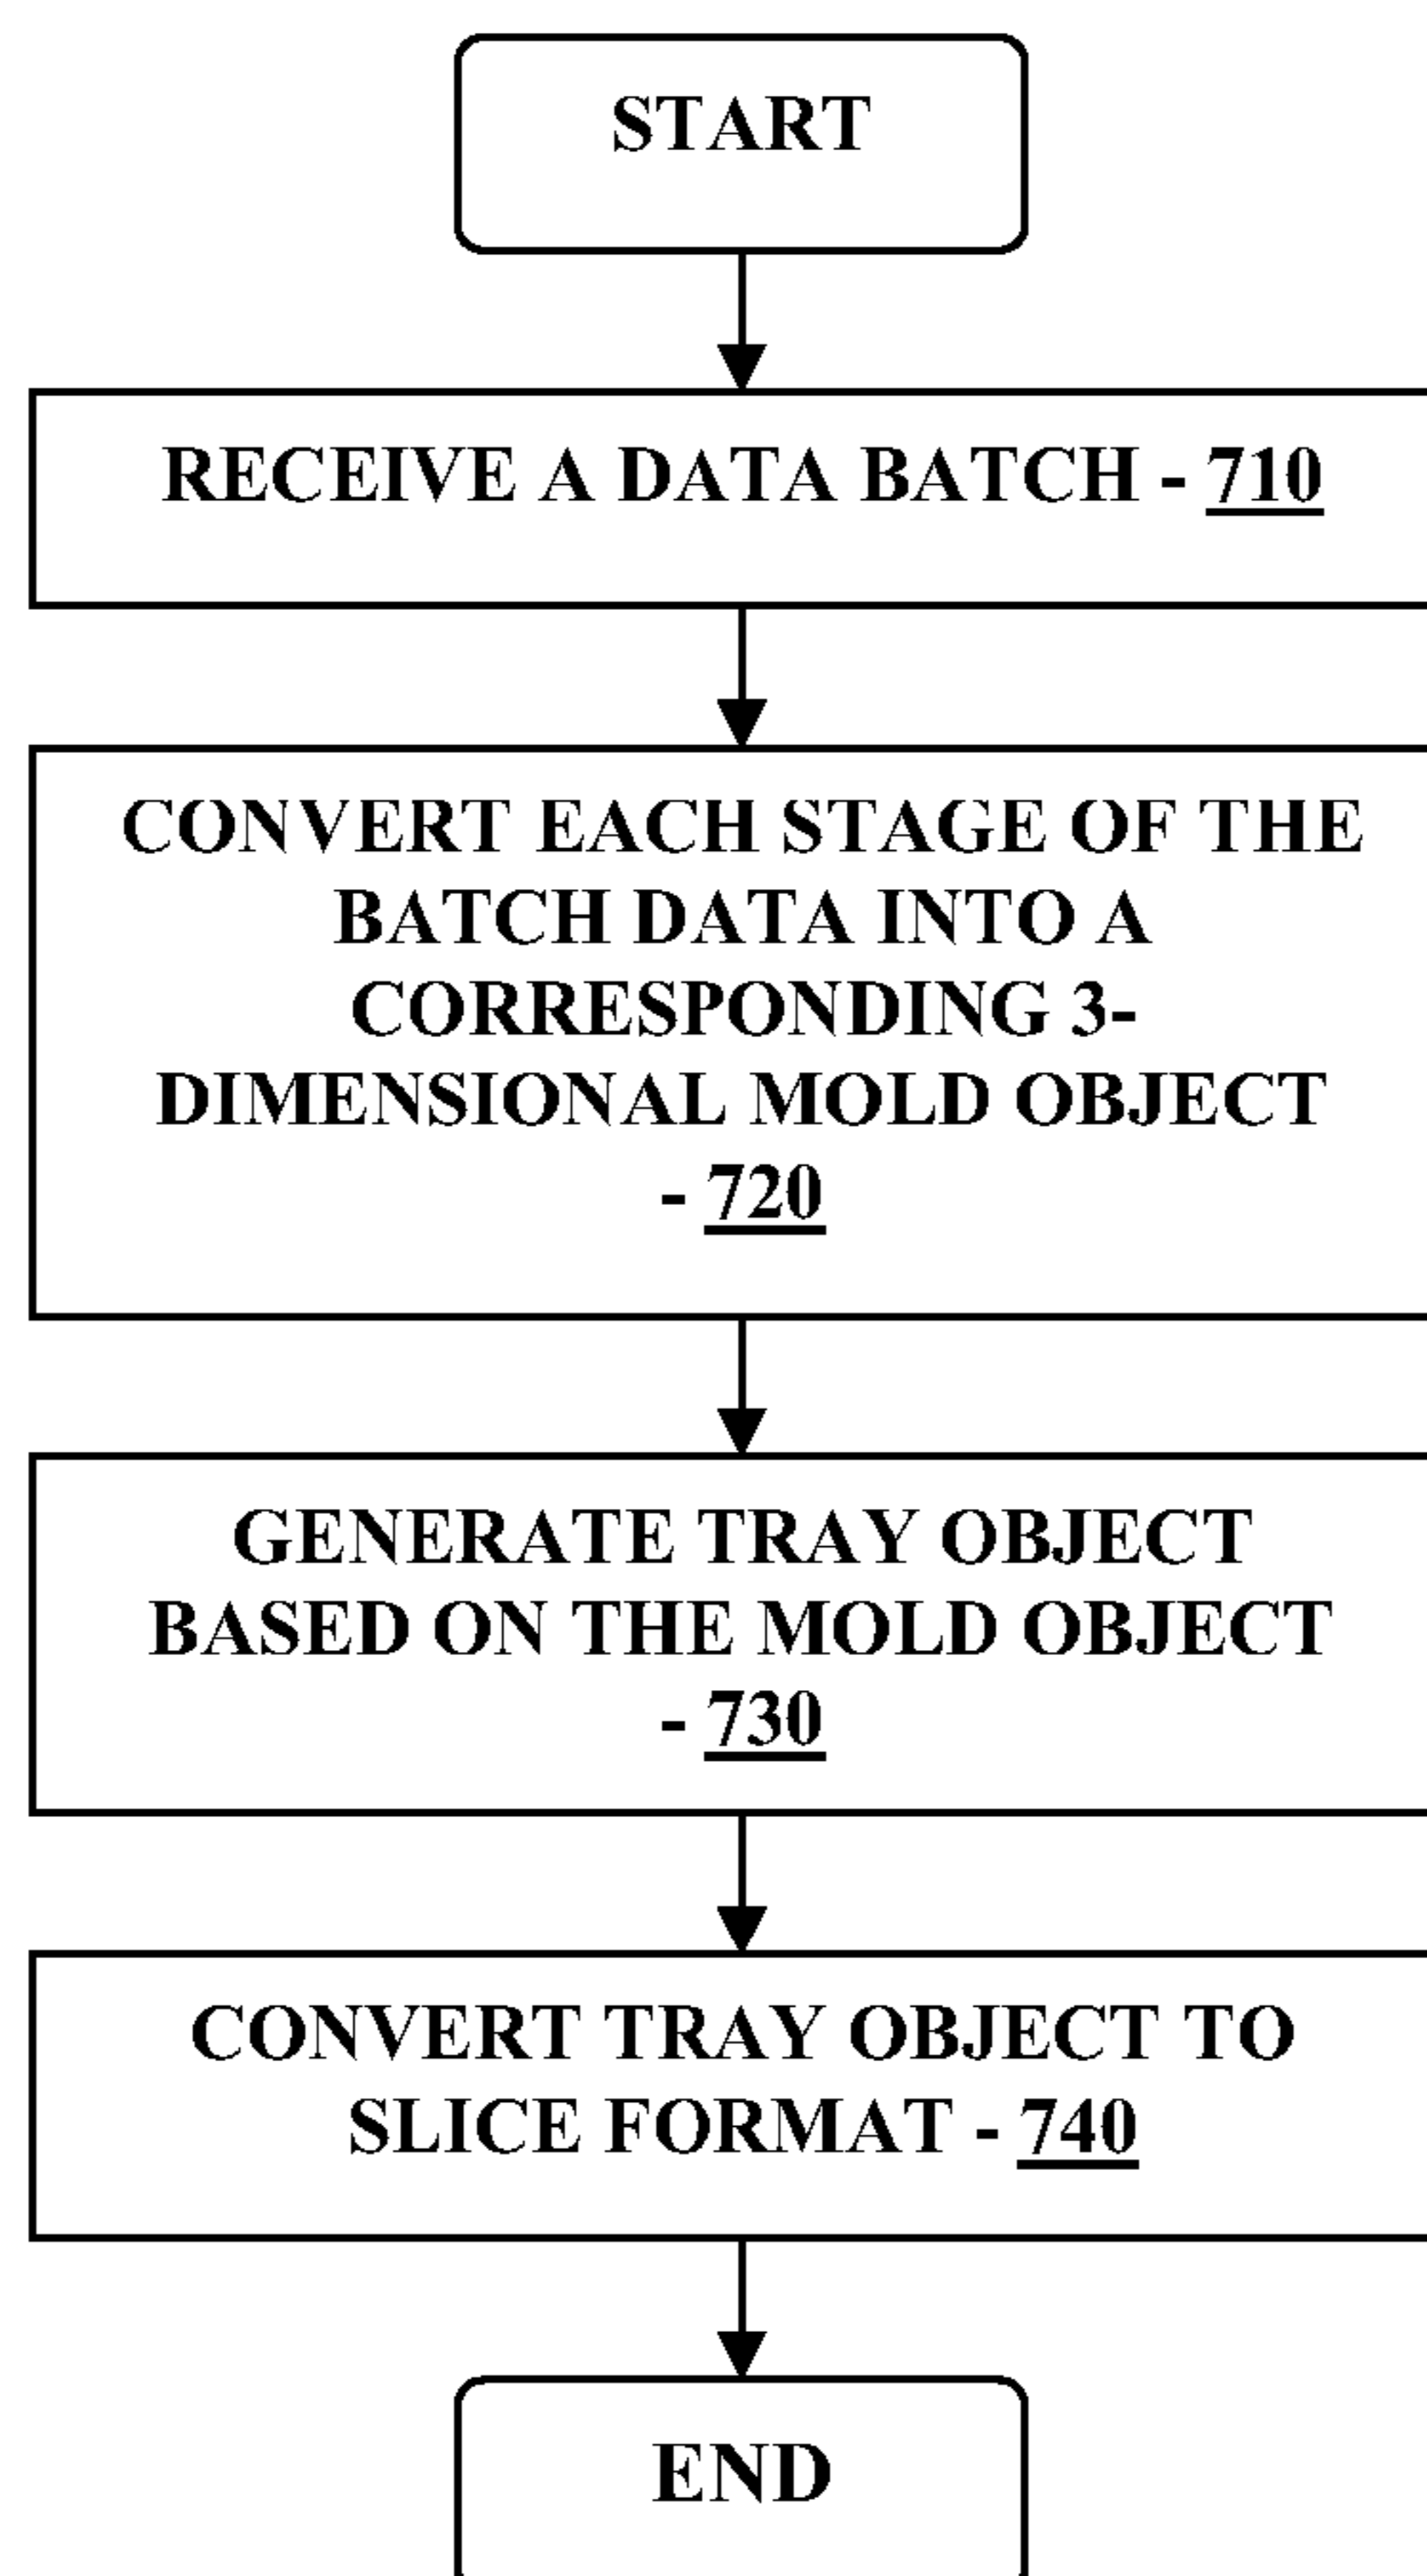 START
RECEIVE A DATA BATCH - 710
CONVERT EACH STAGE OF THE
BATCH DATA INTO A
CORRESPONDING 3-
DIMENSIONAL MOLD OBJECT
- 720
GENERATE TRAY OBJECT
BASED ON THE MOLD OBJECT
- 730
CONVERT TRAY OBJECT TO
SLICE FORMAT - 740
END